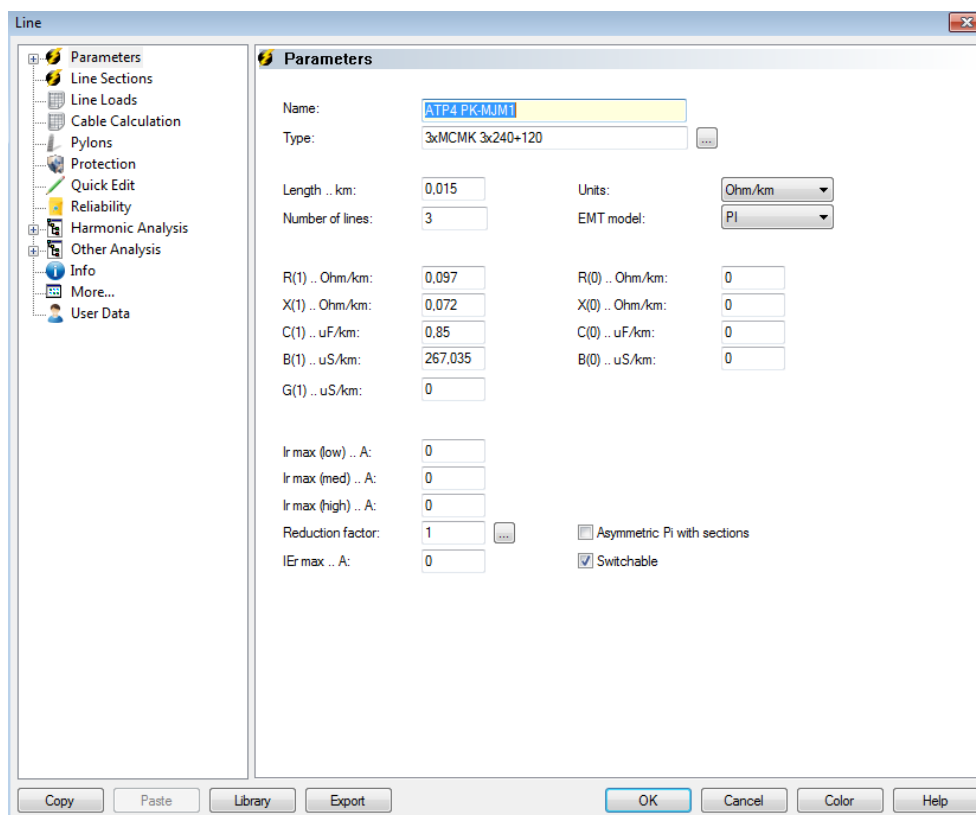 Line
Parameters
Line Sections
Line Loads
Cable Calculation
Pylons
Protection
Quick Edit
Reliability
Harmonic Analysis
Other Analysis
Info
More...
User Data
Parameters
Name: ATP4 PK-MJM1
Type: 3xMCMK 3x240+120 ...
Length .. km: 0,015 Units: Ohm/km
Number of lines: 3 EMT model: PI
R(1) .. Ohm/km: 0,097 R(0) .. Ohm/km: 0
X(1) .. Ohm/km: 0,072 X(0) .. Ohm/km: 0
C(1) .. uF/km: 0,85 C(0) .. uF/km: 0
B(1) .. uS/km: 267,035 B(0) .. uS/km: 0
G(1) .. uS/km: 0
Ir max (low) .. A: 0
Ir max (med) .. A: 0
Ir max (high) .. A: 0
Reduction factor: 1 ... Asymmetric Pi with sections
IEr max .. A: 0 Switchable
Copy Paste Library Export OK Cancel Color Help